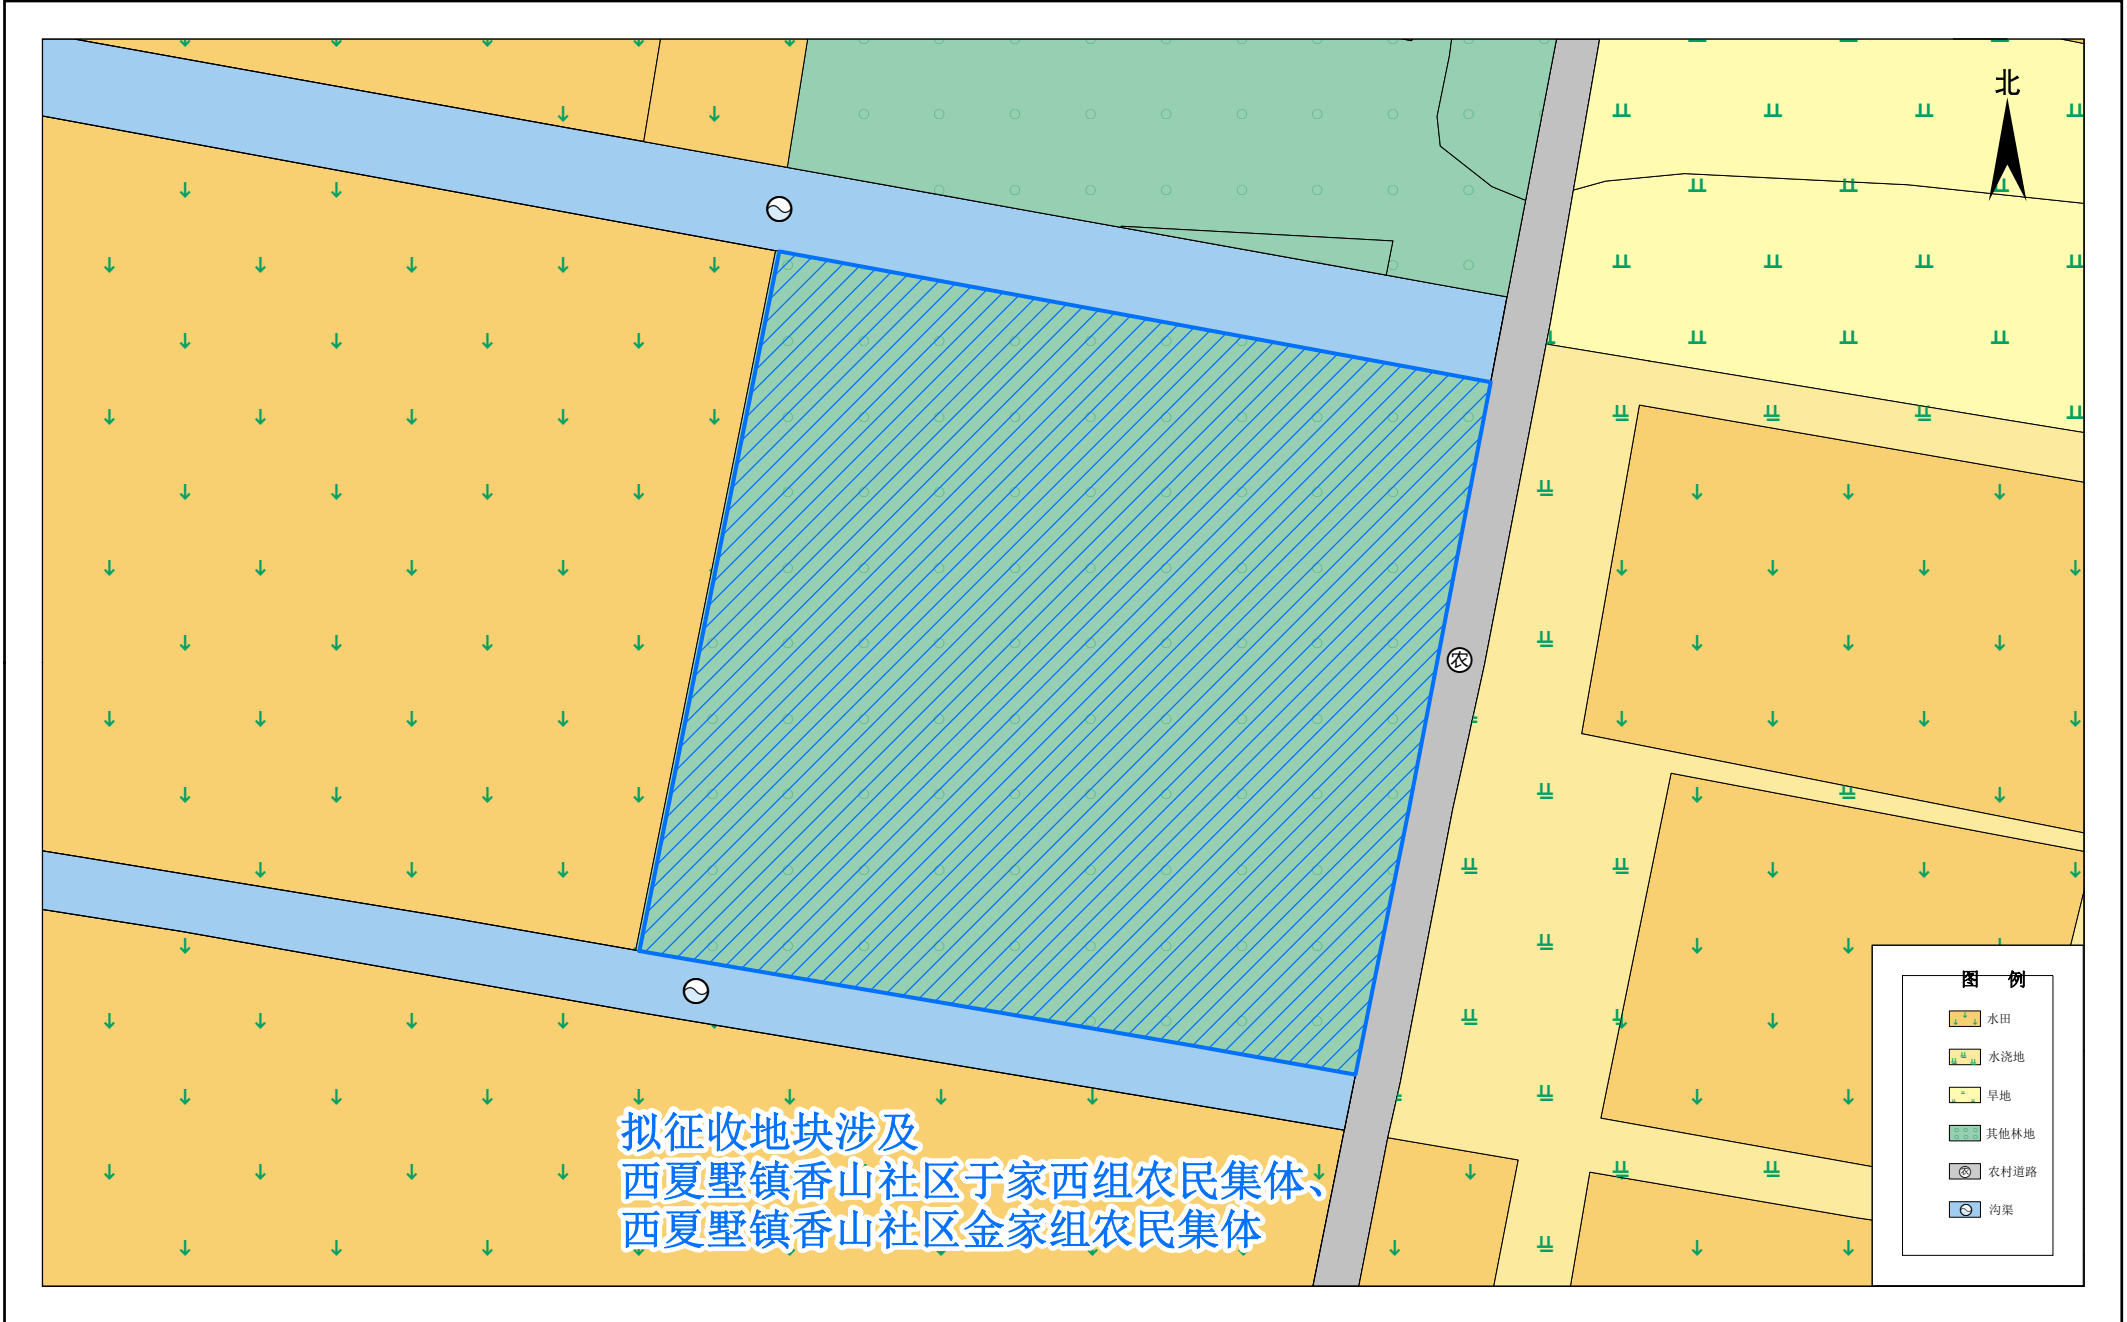 北
农
拟征收地块涉及
西夏墅镇香山社区于家西组农民集体、
西夏墅镇香山社区金家组农民集体
图 例
水田
水浇地
旱地
其他林地
农 农村道路
沟渠